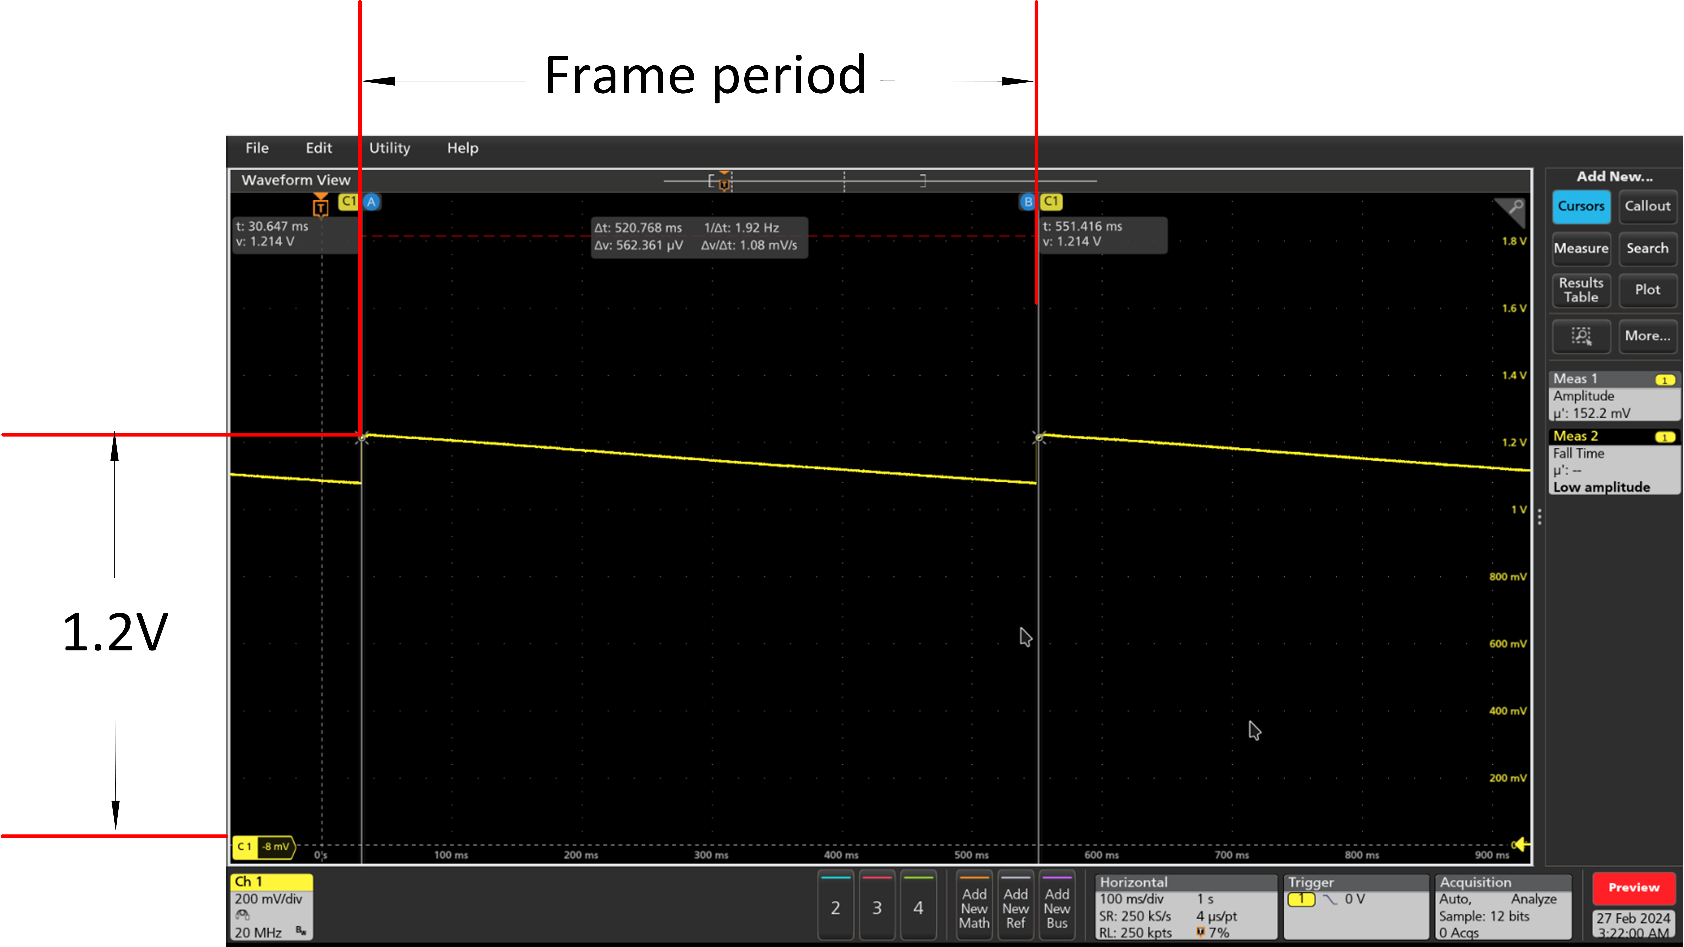 Frame period
File Edit Utility Help
Waveform View
T
C1 A
B C1
t: 30.647 ms
v: 1.214 V
Δt: 520.768 ms 1/Δt: 1.92 Hz
Δv: 562.361 µV Δv/Δt: 1.08 mV/s
t: 551.416 ms
v: 1.214 V
1.8 V
1.6 V
1.4 V
1.2 V
1 V
800 mV
600 mV
400 mV
200 mV
0
1.2V
C 1 -8 mV
0 s 100 ms 200 ms 300 ms 400 ms 500 ms 600 ms 700 ms 800 ms 900 ms
Add New...
Cursors Callout
Measure Search
Results
Table
Plot
More...
Meas 1 1
Amplitude
µ': 152.2 mV
Meas 2 1
Fall Time
µ': --
Low amplitude
Ch 1
200 mV/div
20 MHz Bw
2 3 4
Add
New
Math
Add
New
Ref
Add
New
Bus
Horizontal
100 ms/div 1 s
SR: 250 kS/s 4 µs/pt
RL: 250 kpts T 7%
Trigger
1 0 V
Acquisition
Auto, Analyze
Sample: 12 bits
0 Acqs
Preview
27 Feb 2024
3:22:00 AM